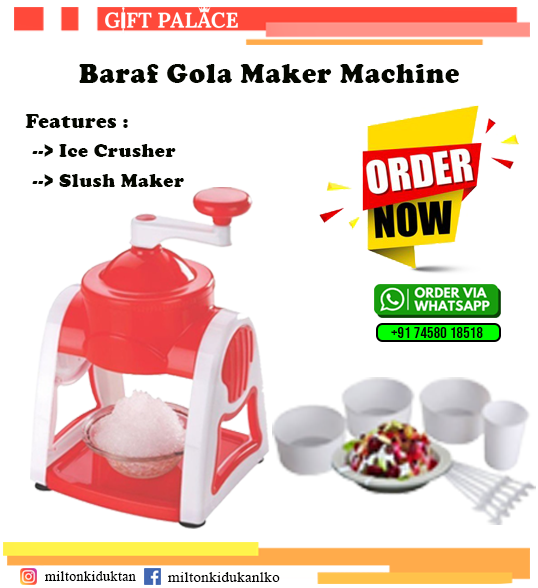 GIFT PALACE
Baraf Gola Maker Machine
Features :
--> Ice Crusher
--> Slush Maker
ORDER
NOW
ORDER VIA
WHATSAPP
+91 74580 18518
miltonkiduktan miltonkidukanlko